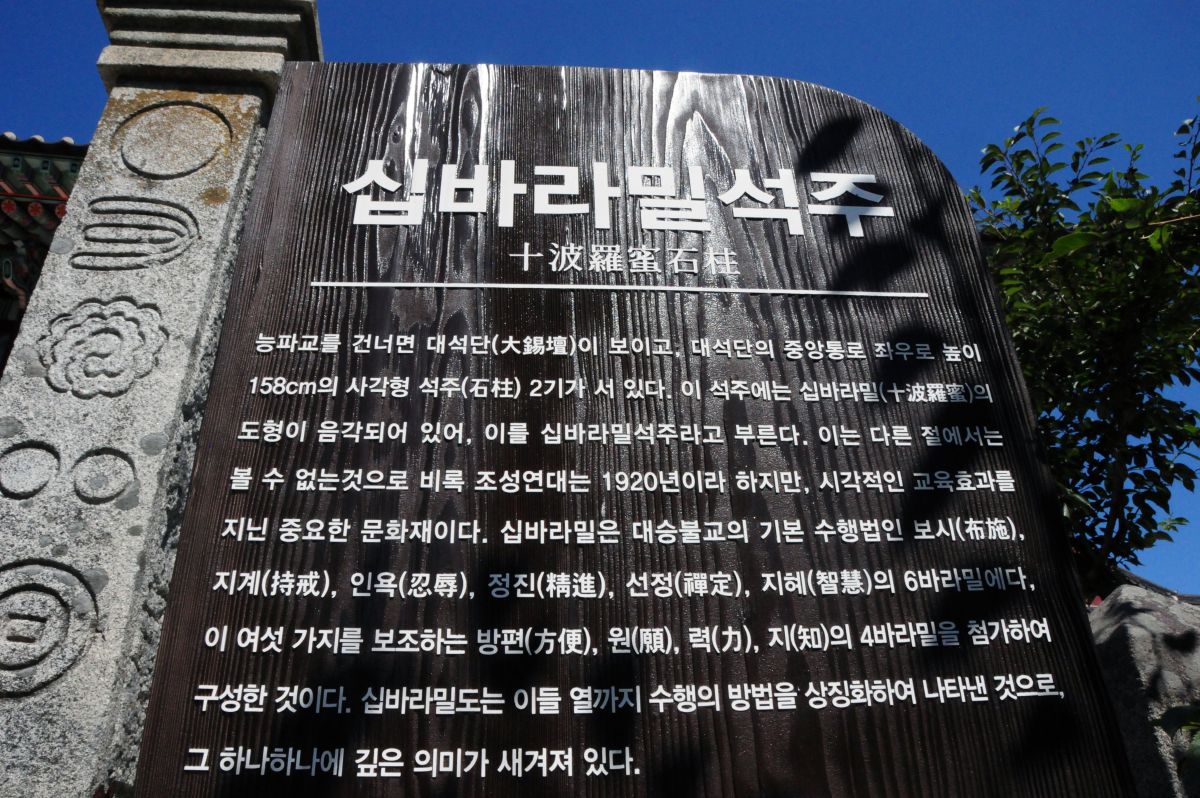 십바라밀석주
十波羅蜜石柱
능파교를 건너면 대석단(大錫壇)이 보이고, 대석단의 중앙통로 좌우로 높이
158cm의 사각형 석주(石柱) 2기가 서 있다. 이 석주에는 십바라밀(十波羅蜜)의
도형이 음각되어 있어, 이를 십바라밀석주라고 부른다. 이는 다른 절에서는
볼 수 없는것으로 비록 조성연대는 1920년이라 하지만, 시각적인 교육효과를
지닌 중요한 문화재이다. 십바라밀은 대승불교의 기본 수행법인 보시(布施),
지계(持戒), 인욕(忍辱), 정진(精進), 선정(禪定), 지혜(智慧)의 6바라밀에다,
이 여섯 가지를 보조하는 방편(方便), 원(願), 력(力), 지(知)의 4바라밀을 첨가하여
구성한 것이다. 십바라밀도는 이들 열까지 수행의 방법을 상징화하여 나타낸 것으로,
그 하나하나에 깊은 의미가 새겨져 있다.